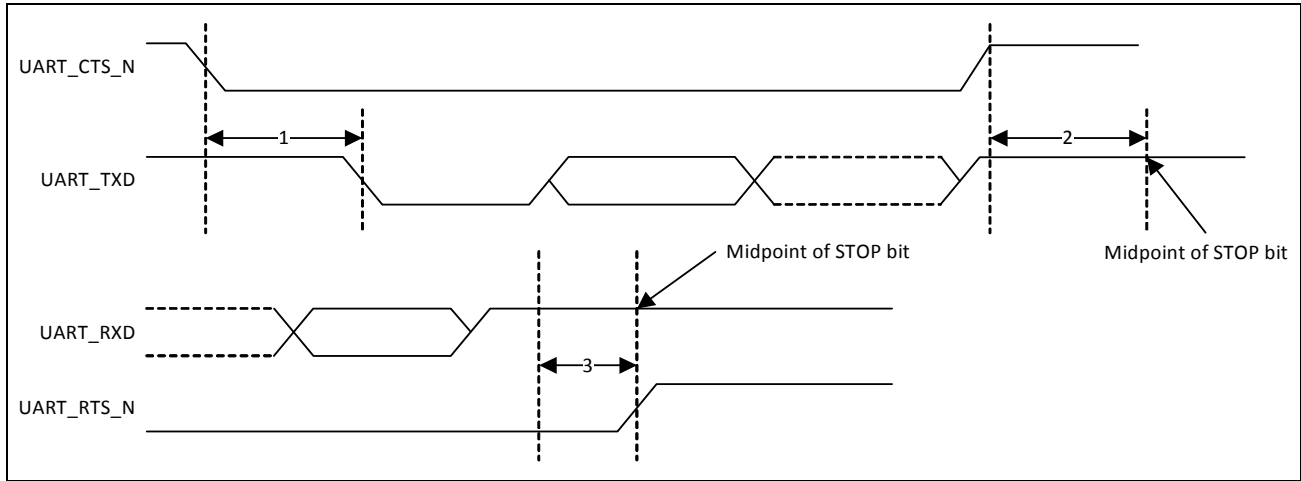 UART_CTS_N
1
2
UART_TXD
Midpoint of STOP bit
Midpoint of STOP bit
UART_RXD
3
UART_RTS_N